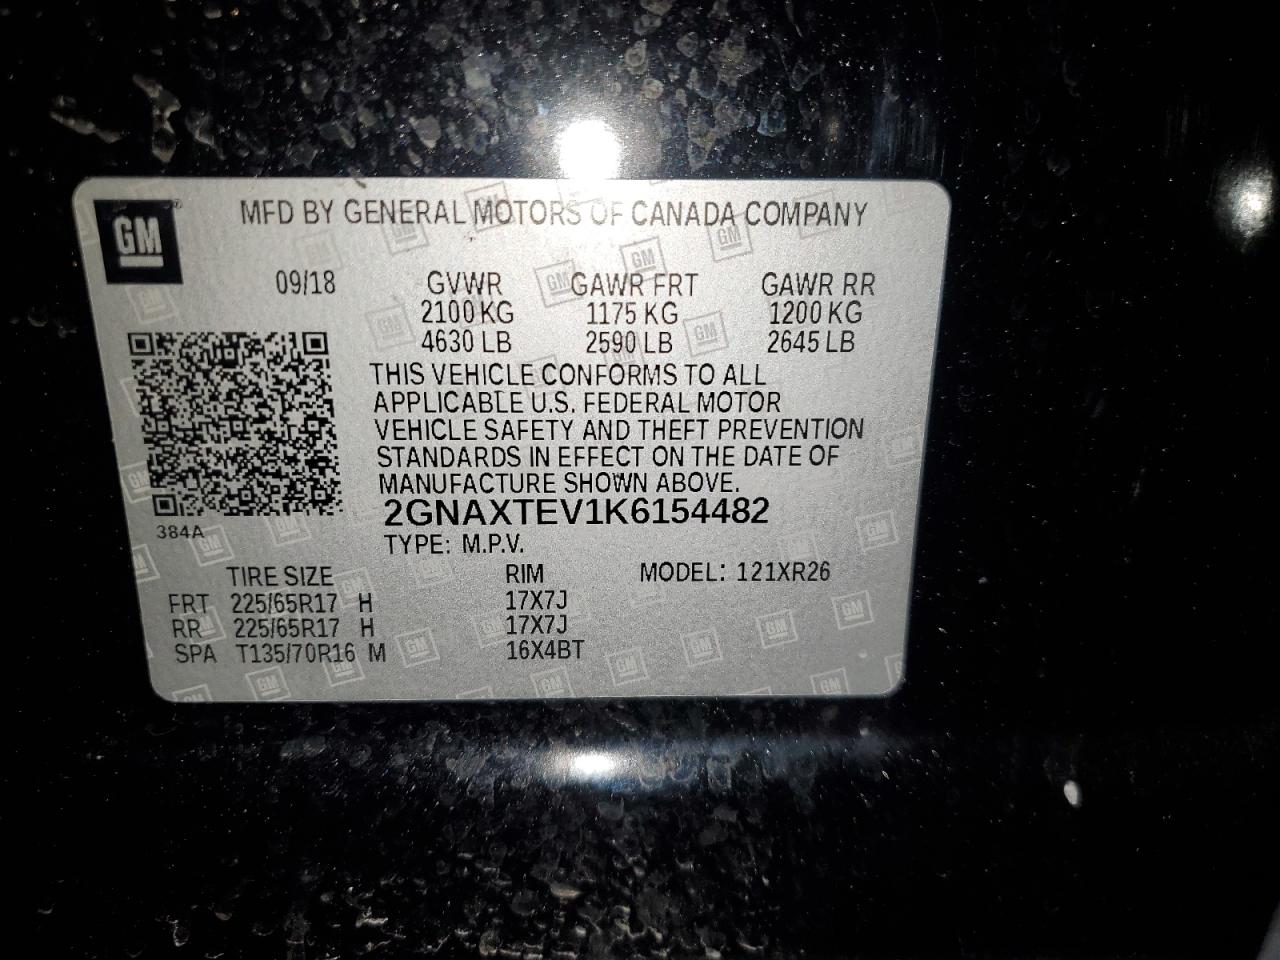 GM
MFD BY GENERAL MOTORS OF CANADA COMPANY
09/18 GVWR GAWR FRT GAWR RR
2100 KG 1175 KG 1200 KG
4630 LB 2590 LB 2645 LB
THIS VEHICLE CONFORMS TO ALL
APPLICABLE U.S. FEDERAL MOTOR
VEHICLE SAFETY AND THEFT PREVENTION
STANDARDS IN EFFECT ON THE DATE OF
MANUFACTURE SHOWN ABOVE.
2GNAXTEV1K6154482
384A
TYPE: M.P.V.
TIRE SIZE RIM MODEL: 121XR26
FRT 225/65R17 H 17X7J
RR 225/65R17 H 17X7J
SPA T135/70R16 M 16X4BT